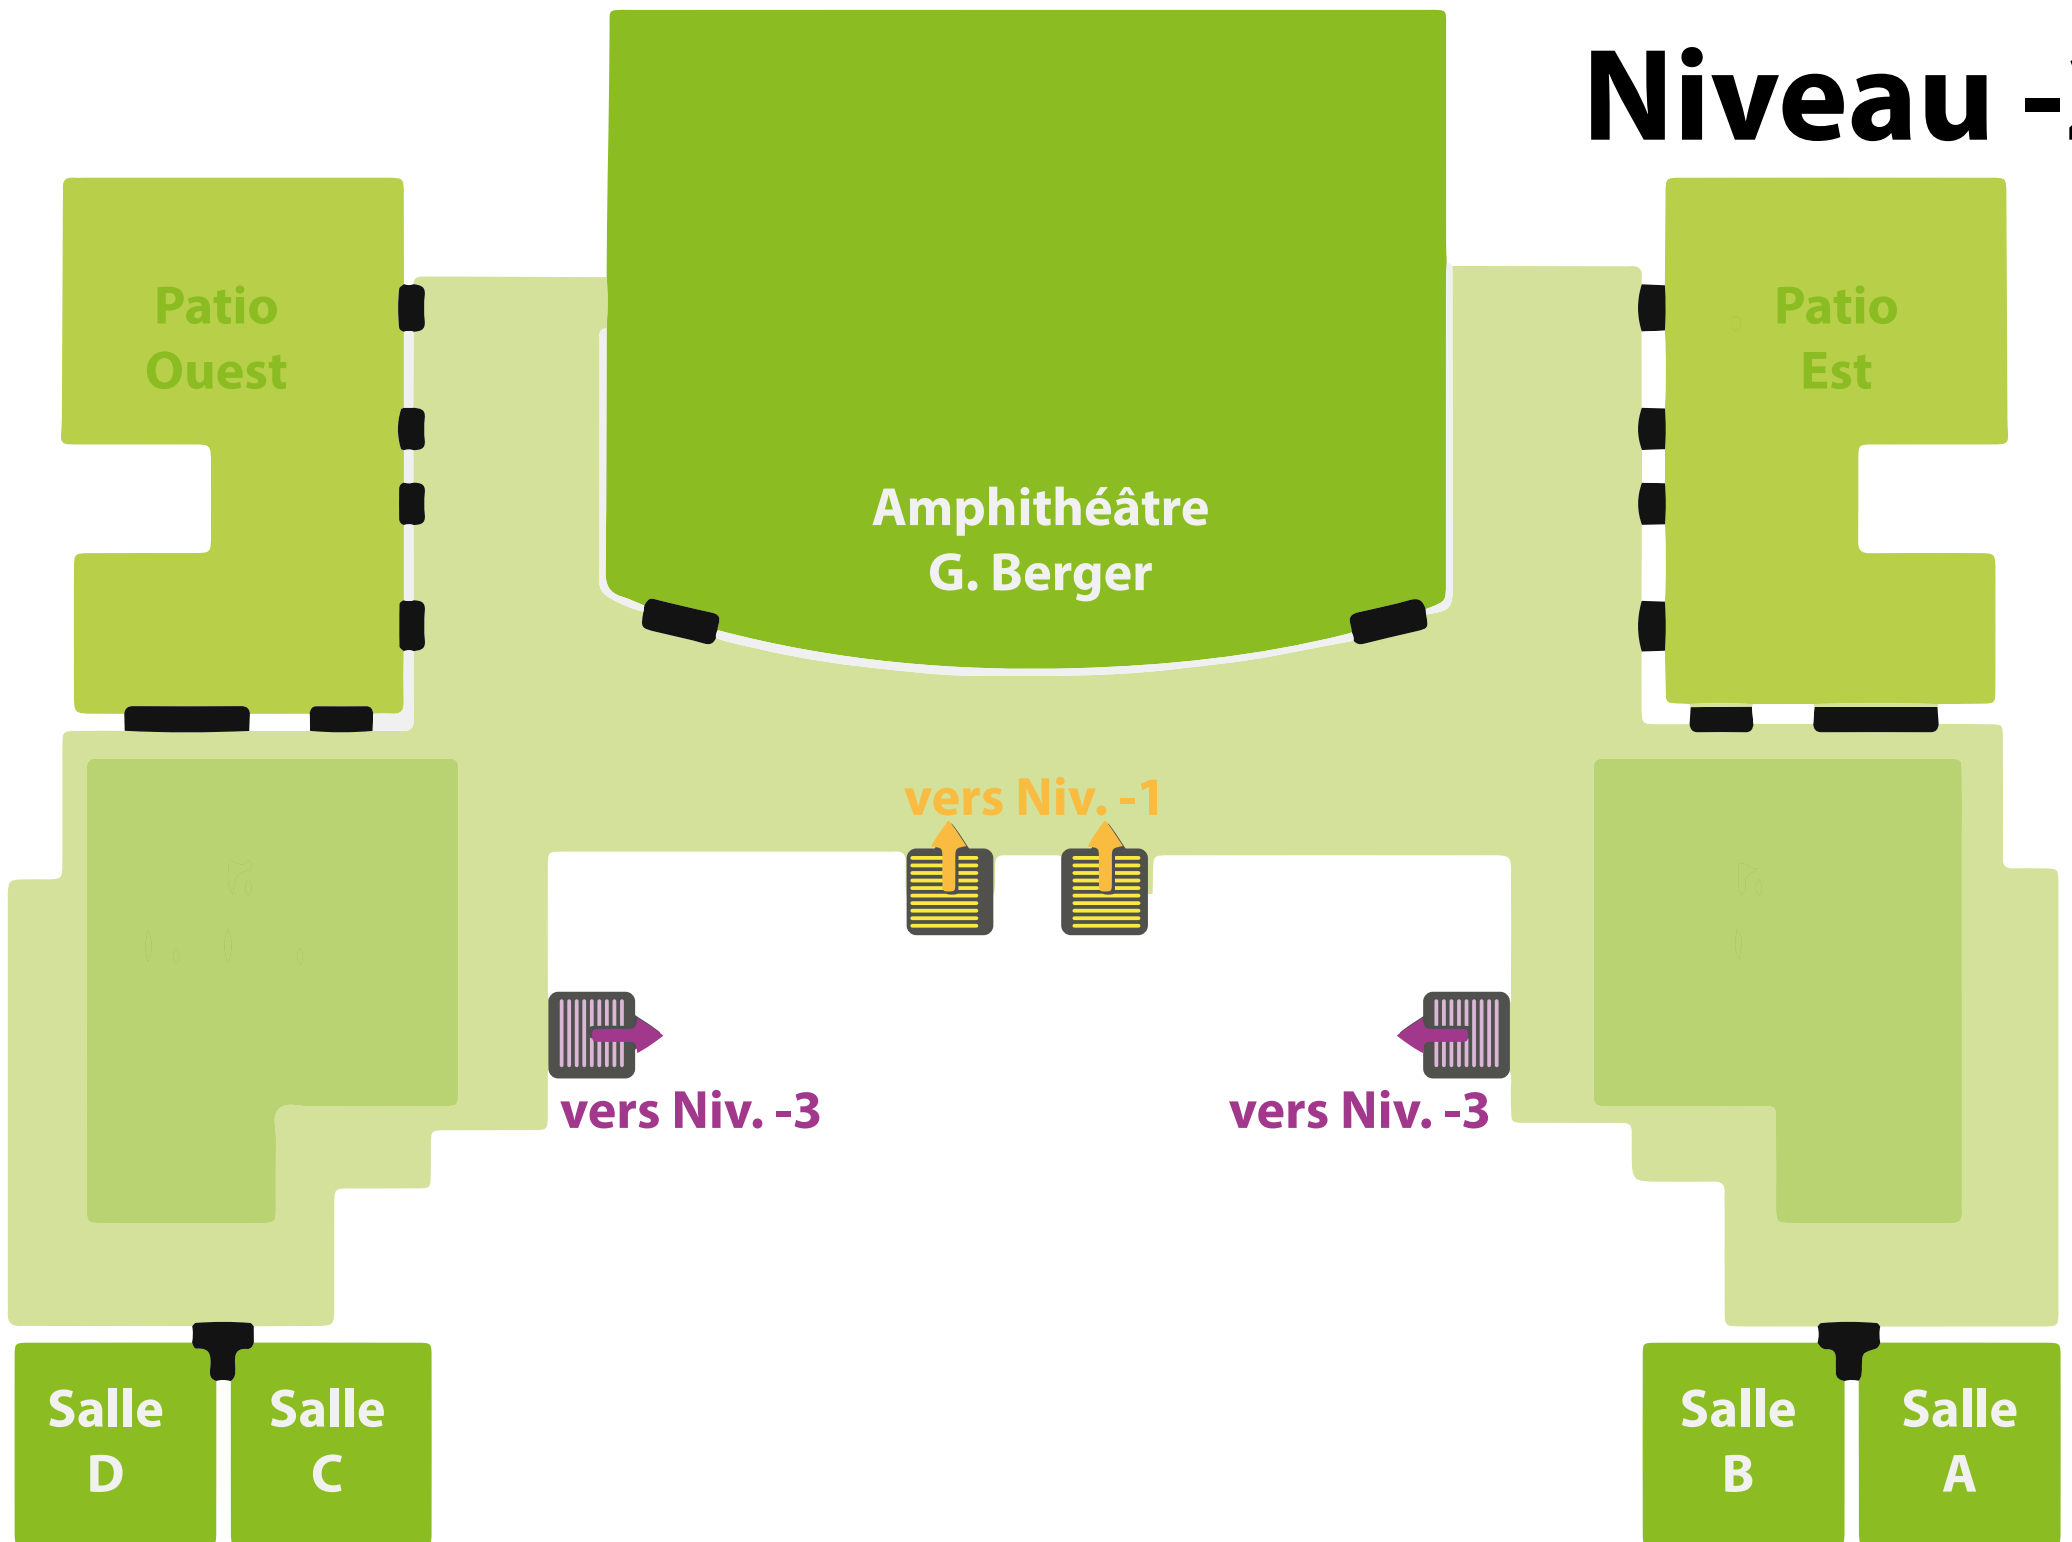 Niveau -2
Patio
Ouest
Patio
Est
Amphithéâtre
G. Berger
vers Niv. -1
vers Niv. -3
vers Niv. -3
Salle
D
Salle
C
Salle
B
Salle
A